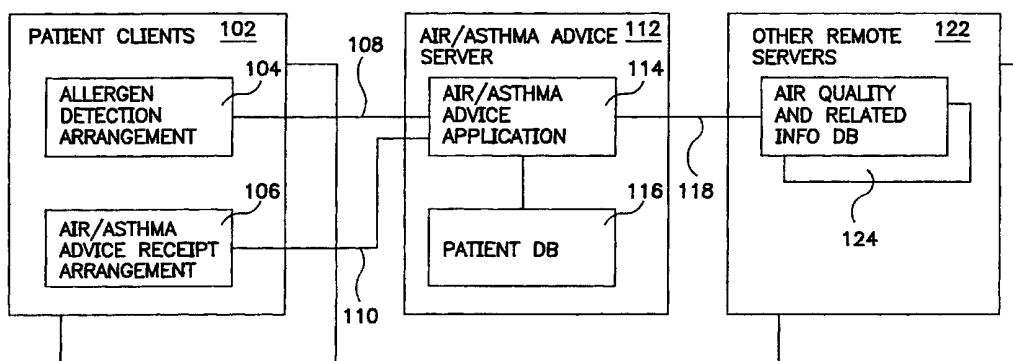 PATIENT CLIENTS 102
104
ALLERGEN
DETECTION
ARRANGEMENT
106
AIR/ASTHMA
ADVICE RECEIPT
ARRANGEMENT
108
110
AIR/ASTHMA ADVICE 112
SERVER
114
AIR/ASTHMA
ADVICE
APPLICATION
116
PATIENT DB
118
OTHER REMOTE 122
SERVERS
AIR QUALITY
AND RELATED
INFO DB
124